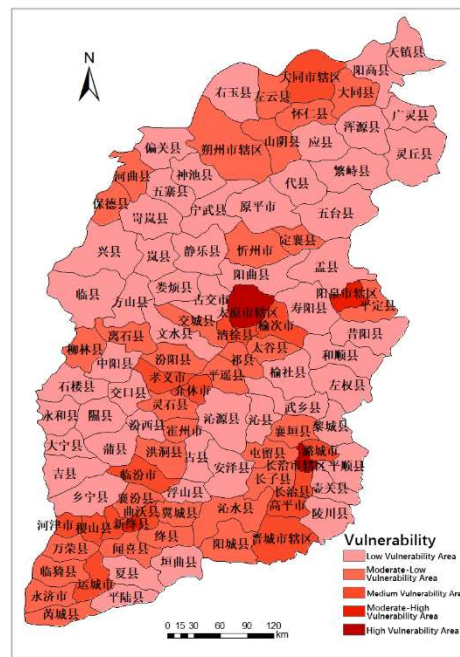 N
天镇县
大同市辖区
阳高县
右玉县
左云县
大同县
怀仁县
广灵县
浑源县
朔州市辖区
山阴县
应县
灵丘县
偏关县
河曲县
神池县
代县
繁峙县
五寨县
保德县
宁武县
原平市
五台县
岢岚县
定襄县
兴县
岚县
静乐县
忻州市
盂县
阳曲县
临县
娄烦县
方山县
古交市
阳泉市辖区
平定县
太原市辖区
寿阳县
交城县
清徐县
榆次市
昔阳县
离石县
文水县
柳林县
太谷县
和顺县
中阳县
汾阳县
祁县
孝义市
平遥县
榆社县
左权县
石楼县
交口县
介休市
灵石县
武乡县
永和县
隰县
汾西县
沁源县
沁县
黎城县
霍州市
襄垣县
大宁县
蒲县
洪洞县
古县
屯留县
潞城市
安泽县
长治市辖区
平顺县
吉县
临汾市
长子县
浮山县
壶关县
长治县
乡宁县
襄汾县
高平市
陵川县
曲沃县
翼城县
沁水县
河津市
稷山县
新绛县
绛县
万荣县
闻喜县
阳城县
晋城市辖区
临猗县
夏县
垣曲县
运城市
永济市
平陆县
芮城县
Vulnerability
Low Vulnerability Area
Moderate-Low
Vulnerability Area
Medium Vulnerability Area
Moderate-High
Vulnerability Area
High Vulnerability Area
0 15 30 60 90 120
km